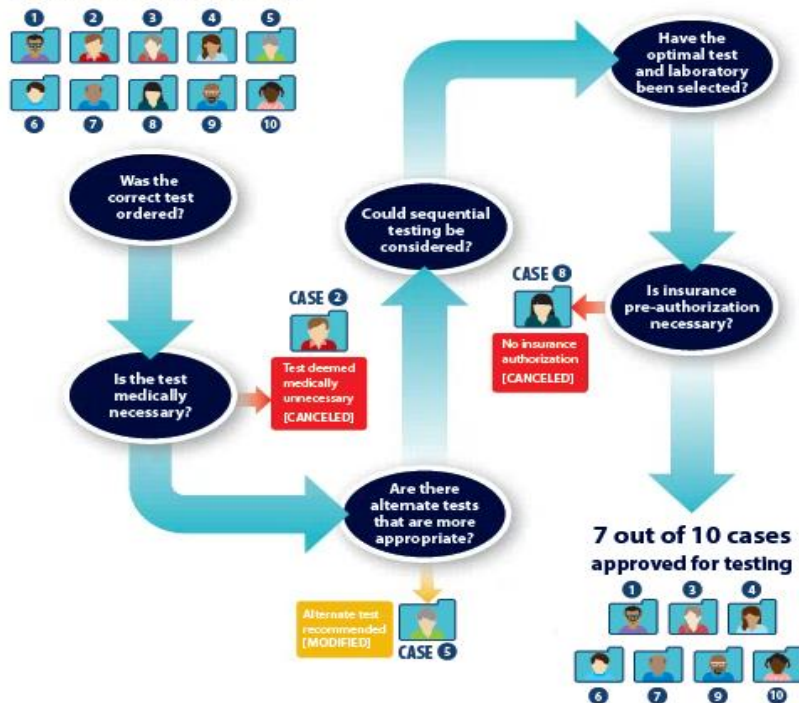 1
2
3
4
5
6
7
8
9
10
Was the
correct test
ordered?
Is the test
medically
necessary?
CASE 2
Test deemed
medically
unnecessary
[CANCELED]
Are there
alternate tests
that are more
appropriate?
Alternate test
recommended
[MODIFIED]
CASE 5
Could sequential
testing be
considered?
Have the
optimal test
and laboratory
been selected?
Is insurance
pre-authorization
necessary?
CASE 8
No insurance
authorization
[CANCELED]
7 out of 10 cases
approved for testing
1
3
4
6
7
9
10